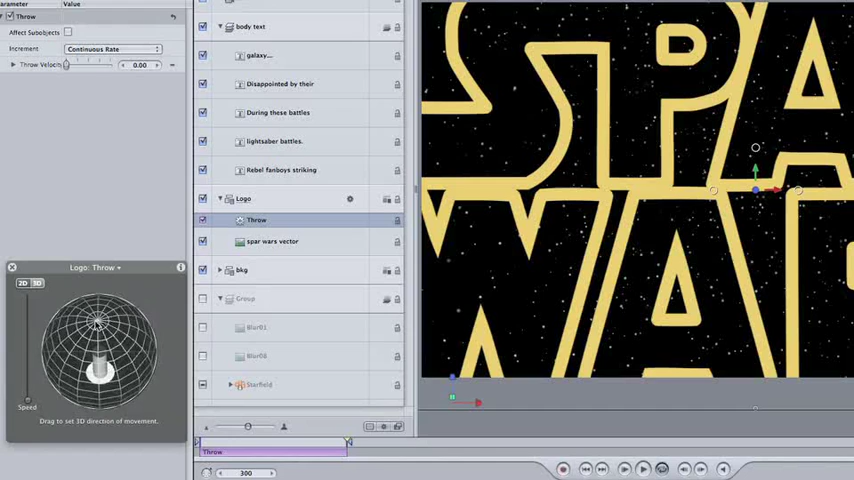 Parameter
Value
Throw
Affect Subobjects
Increment
Continuous Rate
Throw Velocity
0.00
Logo: Throw
2D 3D
Speed
Drag to set 3D direction of movement.
body text
galaxy...
Disappointed by their
During these battles
lightsaber battles.
Rebel fanboys striking
Logo
Throw
spar wars vector
bkg
Group
Blur01
Starfield
Throw
300
SPA
WAR